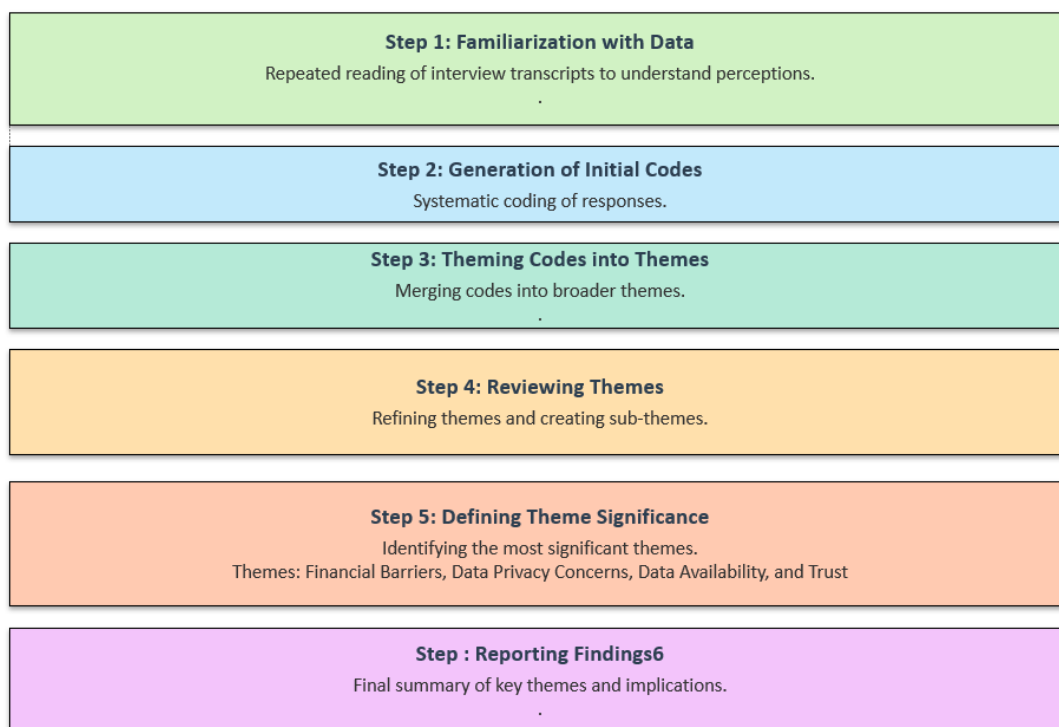 Step 1: Familiarization with Data
Repeated reading of interview transcripts to understand perceptions.
.
Step 2: Generation of Initial Codes
Systematic coding of responses.
Step 3: Theming Codes into Themes
Merging codes into broader themes.
.
Step 4: Reviewing Themes
Refining themes and creating sub-themes.
Step 5: Defining Theme Significance
Identifying the most significant themes.
Themes: Financial Barriers, Data Privacy Concerns, Data Availability, and Trust
Step : Reporting Findings6
Final summary of key themes and implications.
.